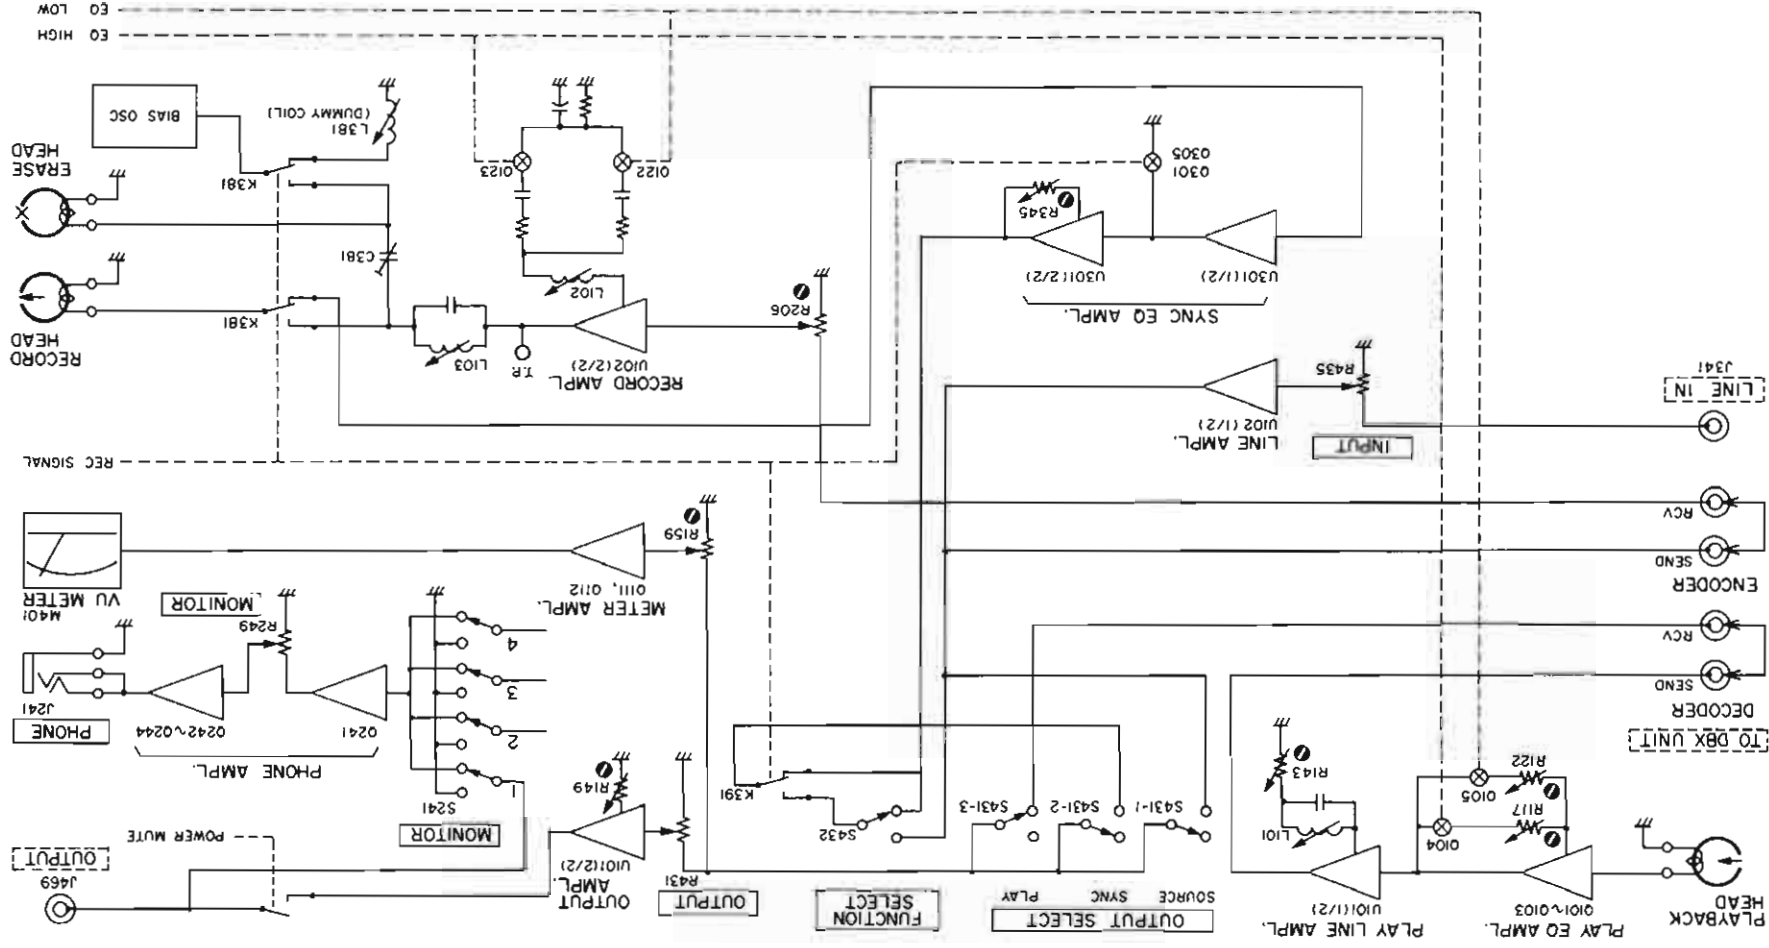 PLAYBACK
HEAD
PLAY EQ AMPL.
Q101~Q103
PLAY LINE AMPL.
U101(1/2)
OUTPUT SELECT
SOURCE
SYNC
PLAY
FUNCTION
SELECT
OUTPUT
R431
OUTPUT
AMPL.
U101(2/2)
J469
OUTPUT
POWER MUTE
Q104
R117
Q105
R122
L101
R143
S431-1
S431-2
S431-3
S432
K391
R149
MONITOR
S241
1
2
3
4
TO DBX UNIT
DECODER
SEND
RCV
ENCODER
SEND
RCV
PHONE AMPL.
Q241
Q242~Q244
PHONE
J241
R249
MONITOR
METER AMPL.
Q111, Q112
R159
M401
VU METER
REC SIGNAL
LINE IN
J341
INPUT
R435
LINE AMPL.
U102(1/2)
RECORD AMPL.
U102(2/2)
T.P.
L103
R206
L102
K381
RECORD
HEAD
SYNC EQ AMPL.
U301(1/2)
U301(2/2)
R345
Q301
Q305
C381
Q122
Q123
K381
ERASE
HEAD
L381
(DUMMY COIL)
BIAS OSC
EQ HIGH
EQ LOW